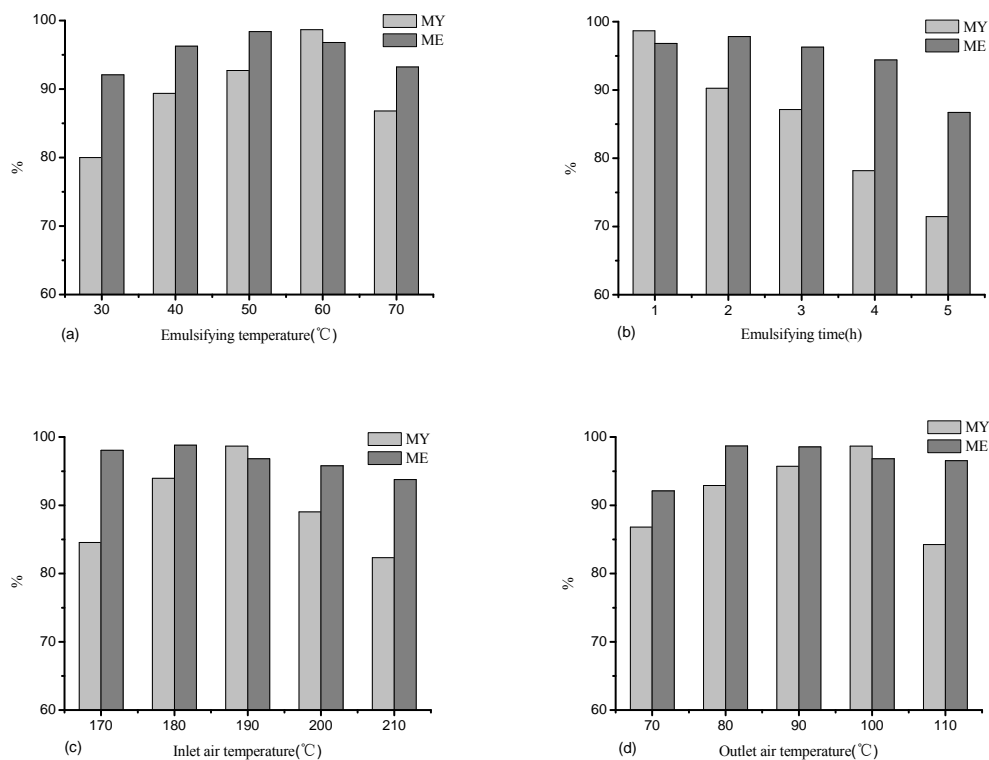 100
90
80
70
60
%
MY
ME
30 40 50 60 70
(a) Emulsifying temperature(℃)
100
90
80
70
60
%
MY
ME
1 2 3 4 5
(b) Emulsifying time(h)
100
90
80
70
60
%
MY
ME
170 180 190 200 210
(c) Inlet air temperature(℃)
100
90
80
70
60
%
MY
ME
70 80 90 100 110
(d) Outlet air temperature(℃)